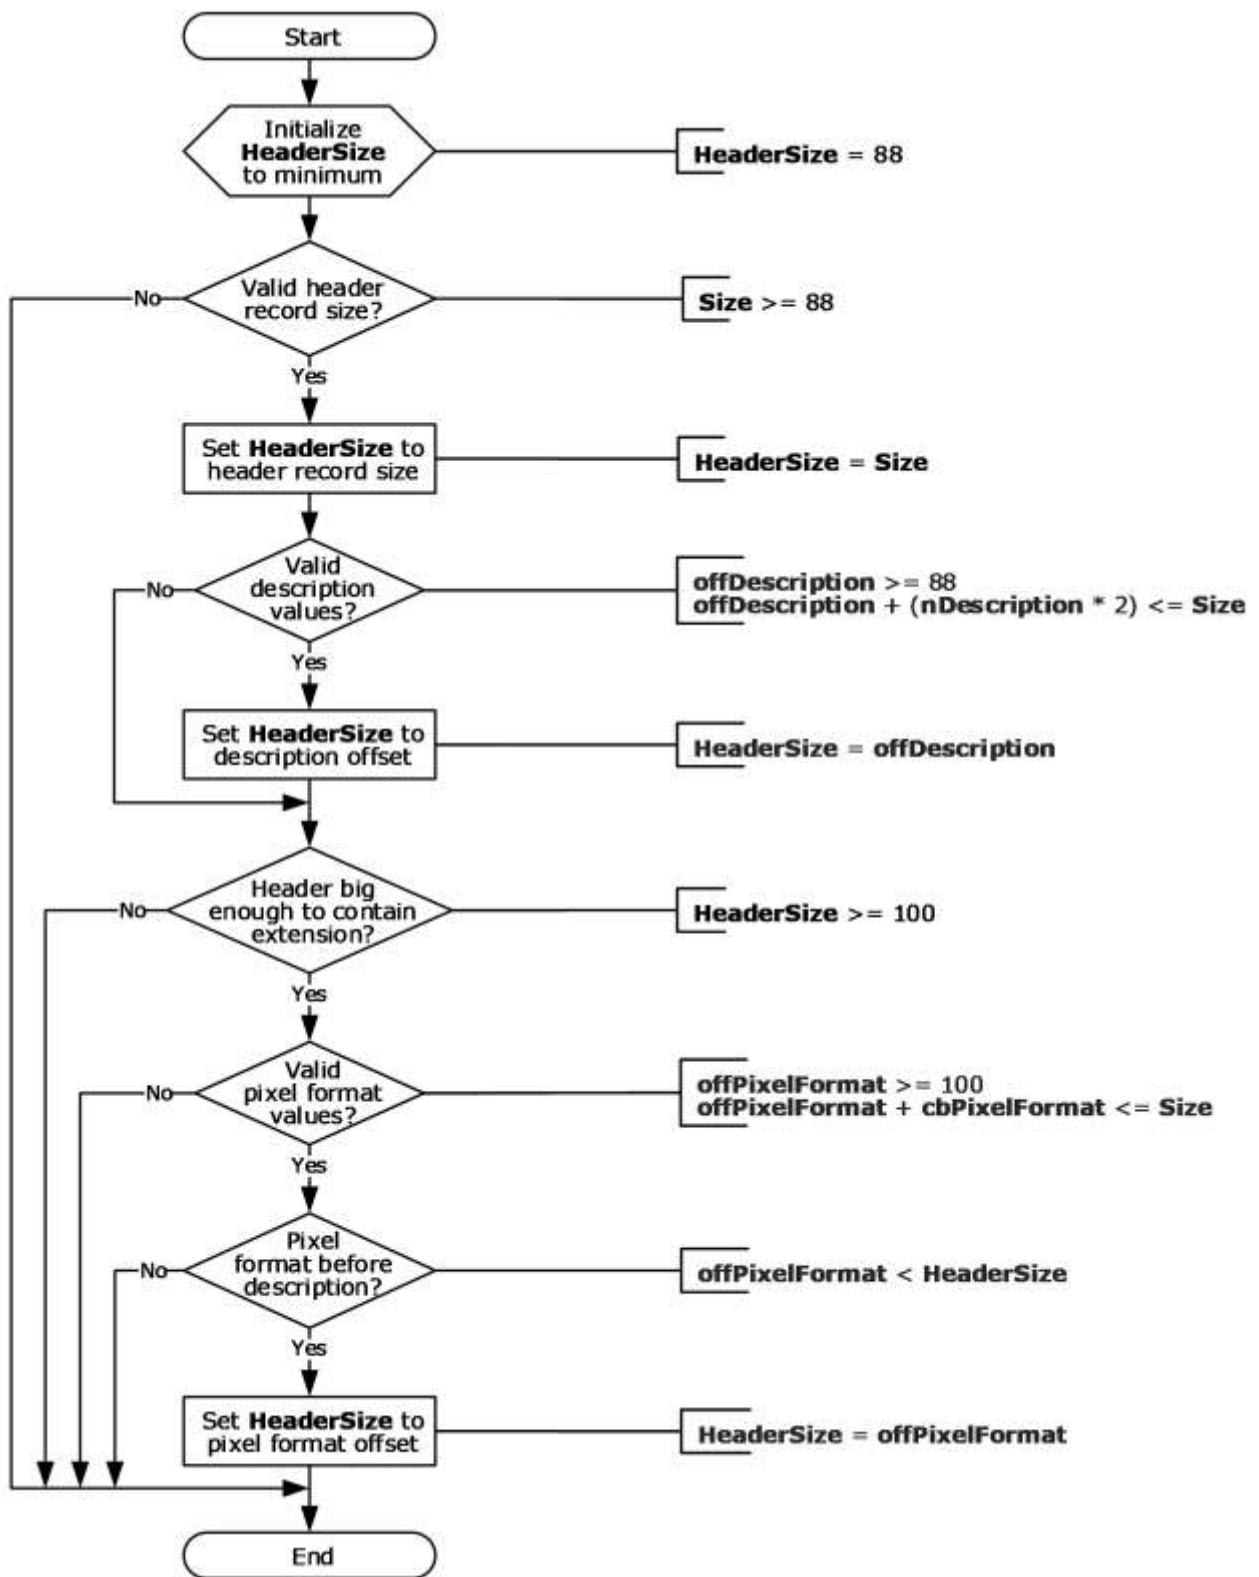 Start
Initialize
HeaderSize
to minimum
HeaderSize = 88
Valid header
record size?
No
Size >= 88
Yes
Set HeaderSize to
header record size
HeaderSize = Size
Valid
description
values?
No
offDescription >= 88
offDescription + (nDescription * 2) <= Size
Yes
Set HeaderSize to
description offset
HeaderSize = offDescription
Header big
enough to contain
extension?
No
HeaderSize >= 100
Yes
Valid
pixel format
values?
No
offPixelFormat >= 100
offPixelFormat + cbPixelFormat <= Size
Yes
Pixel
format before
description?
No
offPixelFormat < HeaderSize
Yes
Set HeaderSize to
pixel format offset
HeaderSize = offPixelFormat
End